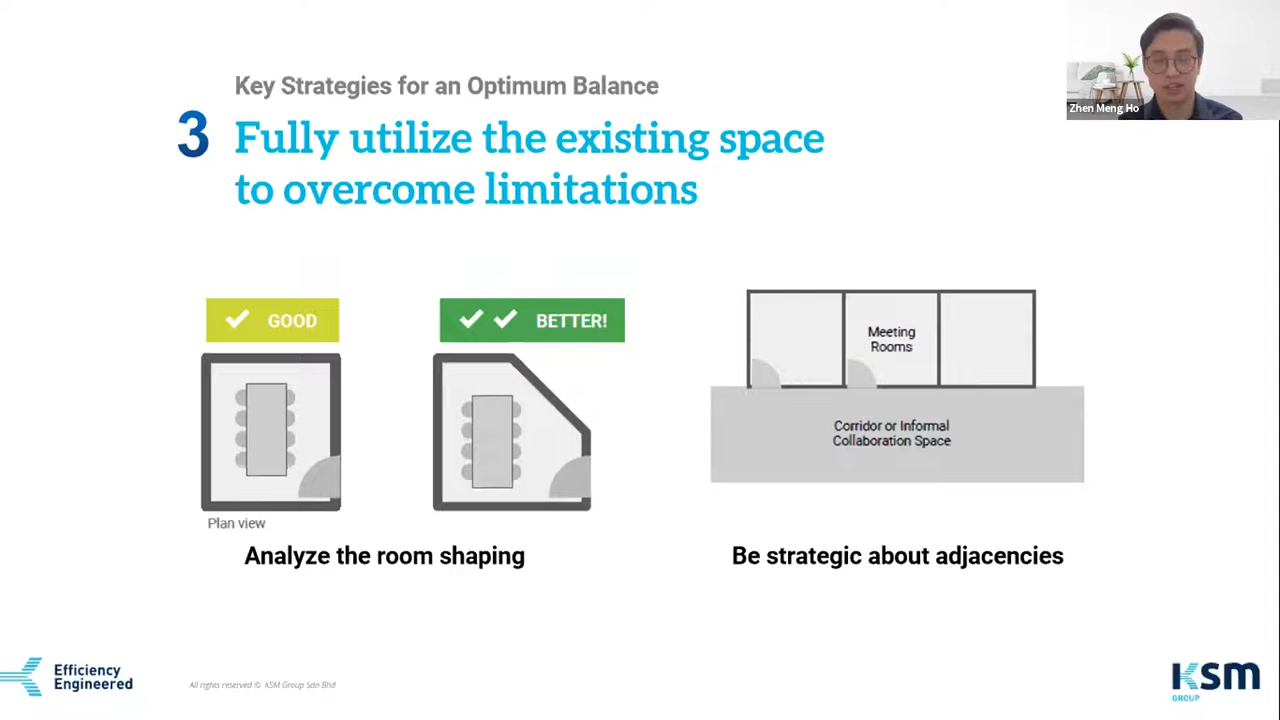 Zhen Meng Ho
Key Strategies for an Optimum Balance
3
Fully utilize the existing space
to overcome limitations
GOOD
BETTER!
Plan view
Analyze the room shaping
Meeting
Rooms
Corridor or Informal
Collaboration Space
Be strategic about adjacencies
Efficiency
Engineered
All rights reserved © KSM Group Sdn Bhd
KSM
GROUP